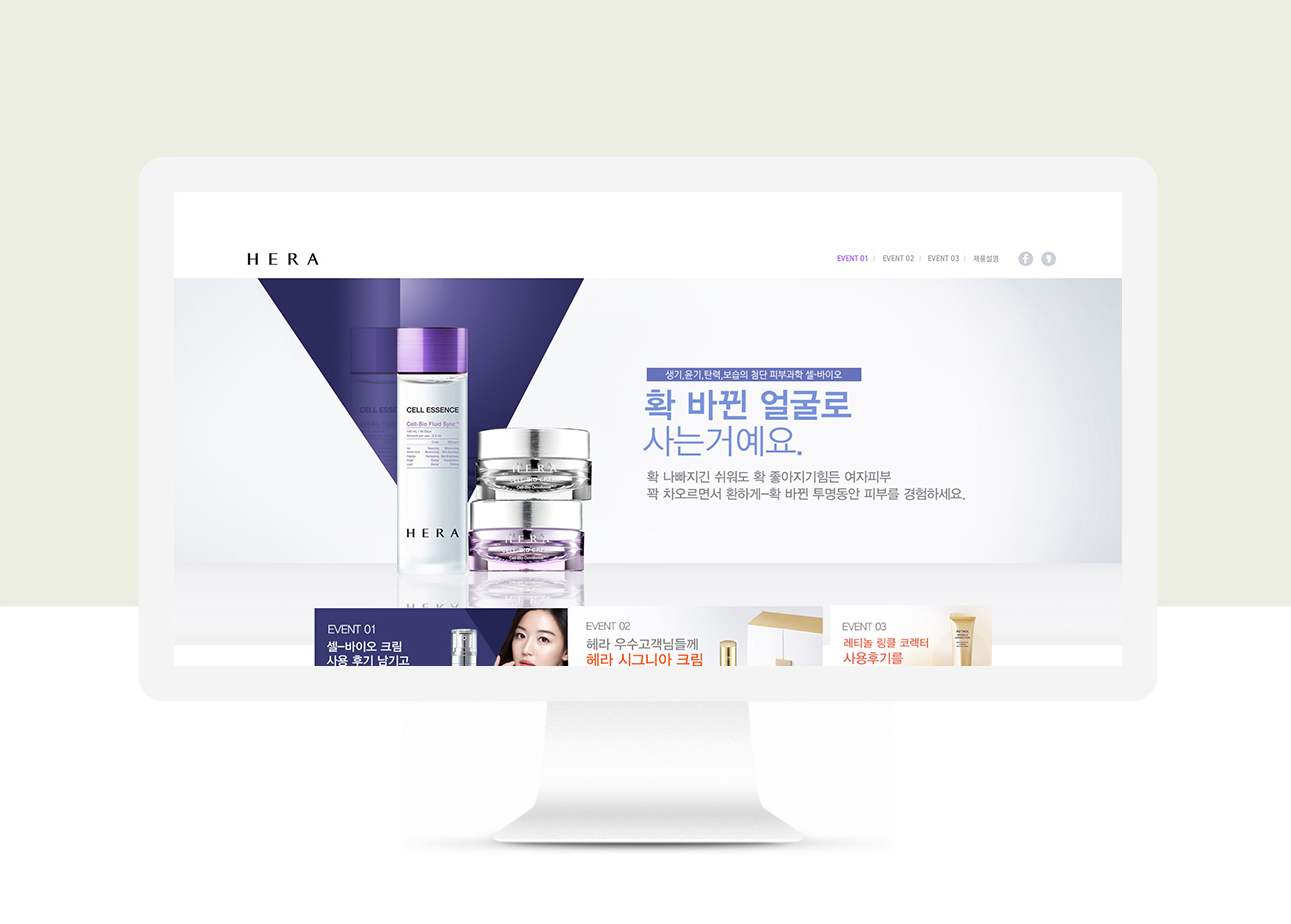 HERA
EVENT 01 EVENT 02 EVENT 03 제품설명
생기,윤기,탄력,보습의 첨단 피부과학 셀-바이오
확 바뀐 얼굴로
사는거예요.
확 나빠지긴 쉬워도 확 좋아지기힘든 여자피부
꽉 차오르면서 환하게-확 바뀐 투명동안 피부를 경험하세요.
CELL ESSENCE
Cell-Bio Fluid Sync™
HERA
HERA
CELL-BIO CREAM
HERA
CELL-BIO CREAM
EVENT 01
셀-바이오 크림
사용 후기 남기고
EVENT 02
헤라 우수고객님들께
헤라 시그니아 크림
EVENT 03
레티놀 링클 코렉터
사용후기를